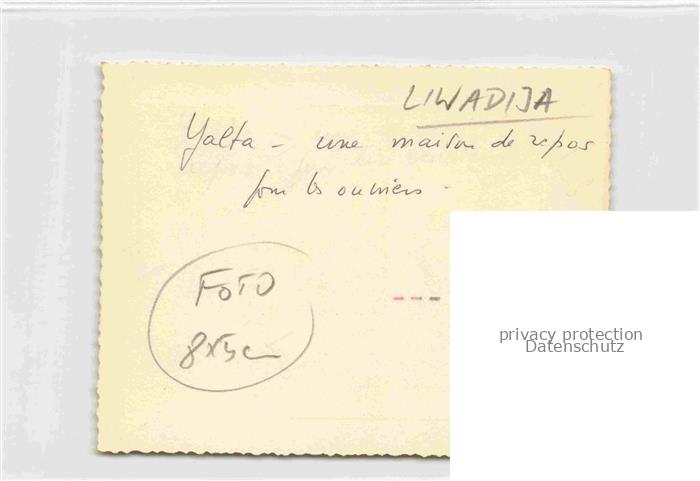 LIWADIJA
Yalta - une maison de repos
pour les ouvriers -
FOTO
8x5cm
privacy protection
Datenschutz